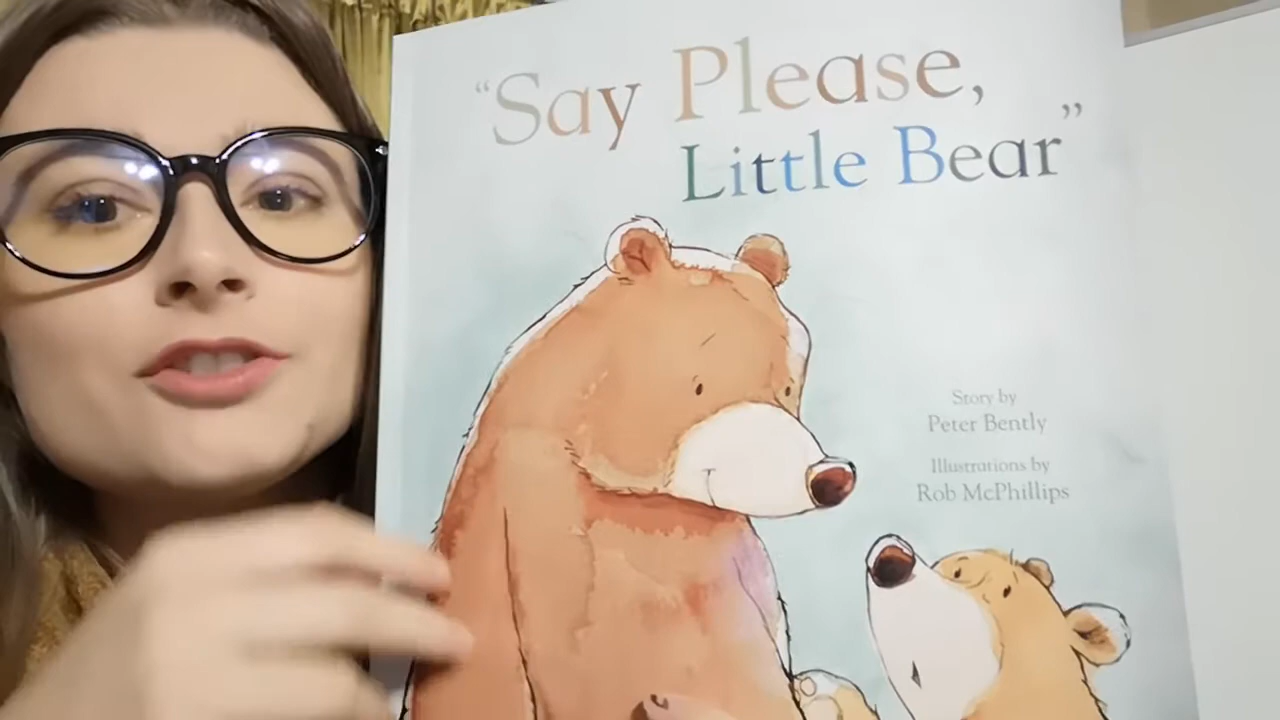 "Say Please,
Little Bear"
Story by
Peter Bently
Illustrations by
Rob McPhillips